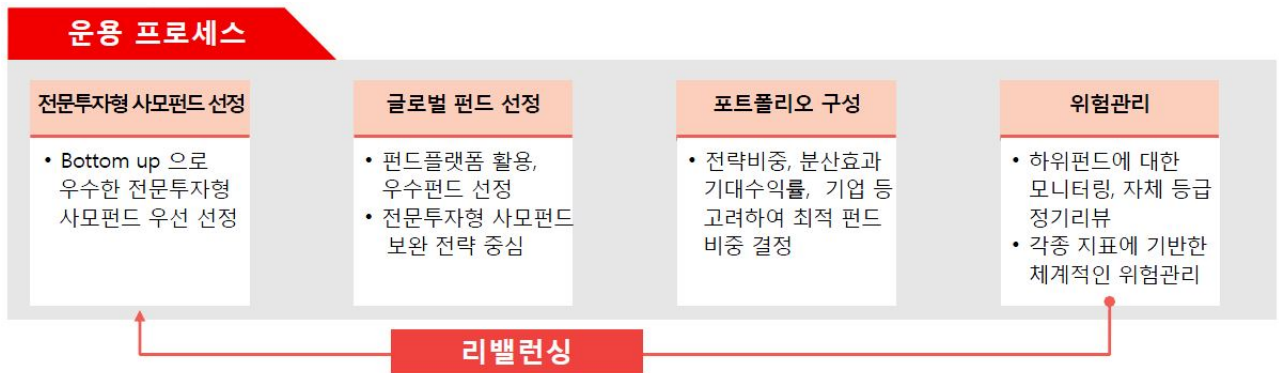 운용 프로세스
전문투자형 사모펀드 선정
• Bottom up 으로
우수한 전문투자형
사모펀드 우선 선정
글로벌 펀드 선정
• 펀드플랫폼 활용,
우수펀드 선정
• 전문투자형 사모펀드
보완 전략 중심
포트폴리오 구성
• 전략비중, 분산효과
기대수익률, 기업 등
고려하여 최적 펀드
비중 결정
위험관리
• 하위펀드에 대한
모니터링, 자체 등급
정기리뷰
• 각종 지표에 기반한
체계적인 위험관리
리밸런싱